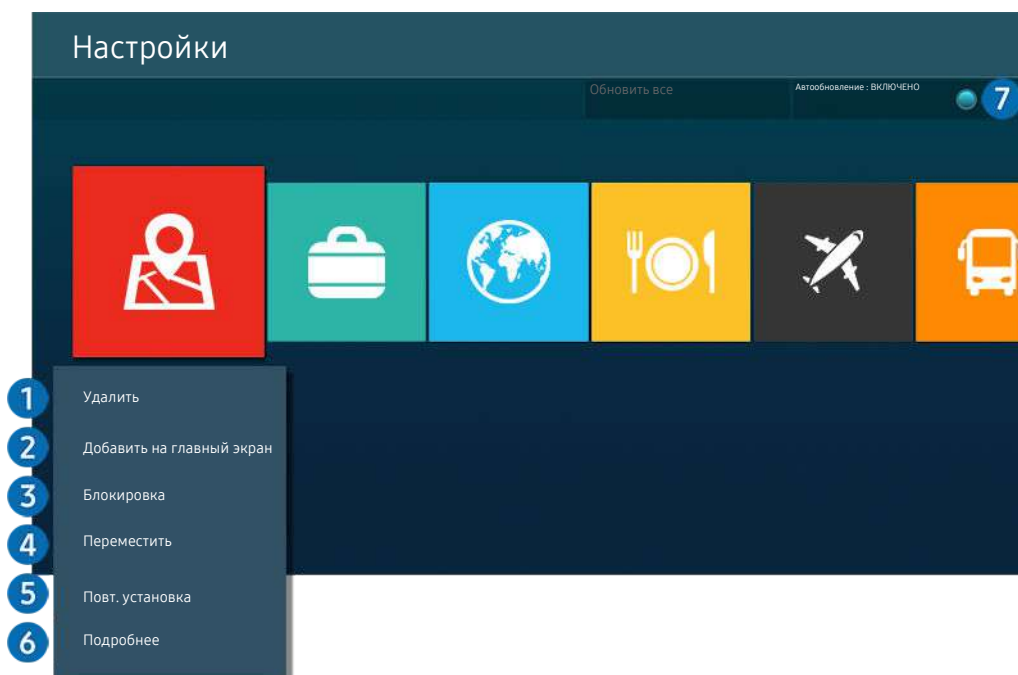 Настройки
Обновить все
Автообновление : ВКЛЮЧЕНО
7
1 Удалить
2 Добавить на главный экран
3 Блокировка
4 Переместить
5 Повт. установка
6 Подробнее